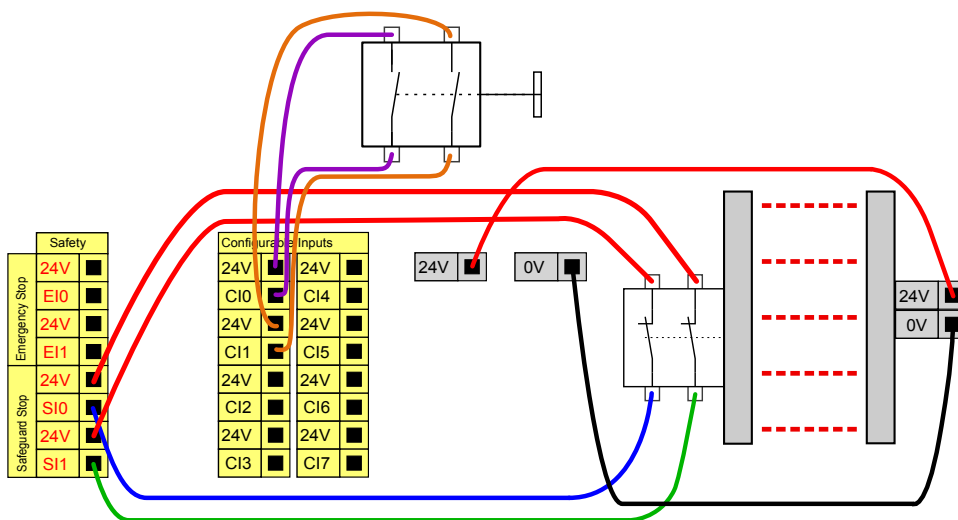 Safety
Emergency Stop
24V
EI0
24V
EI1
Safeguard Stop
24V
SI0
24V
SI1
Configurable Inputs
24V 24V
CI0 CI4
24V 24V
CI1 CI5
24V 24V
CI2 CI6
24V 24V
CI3 CI7
24V
0V
24V
0V